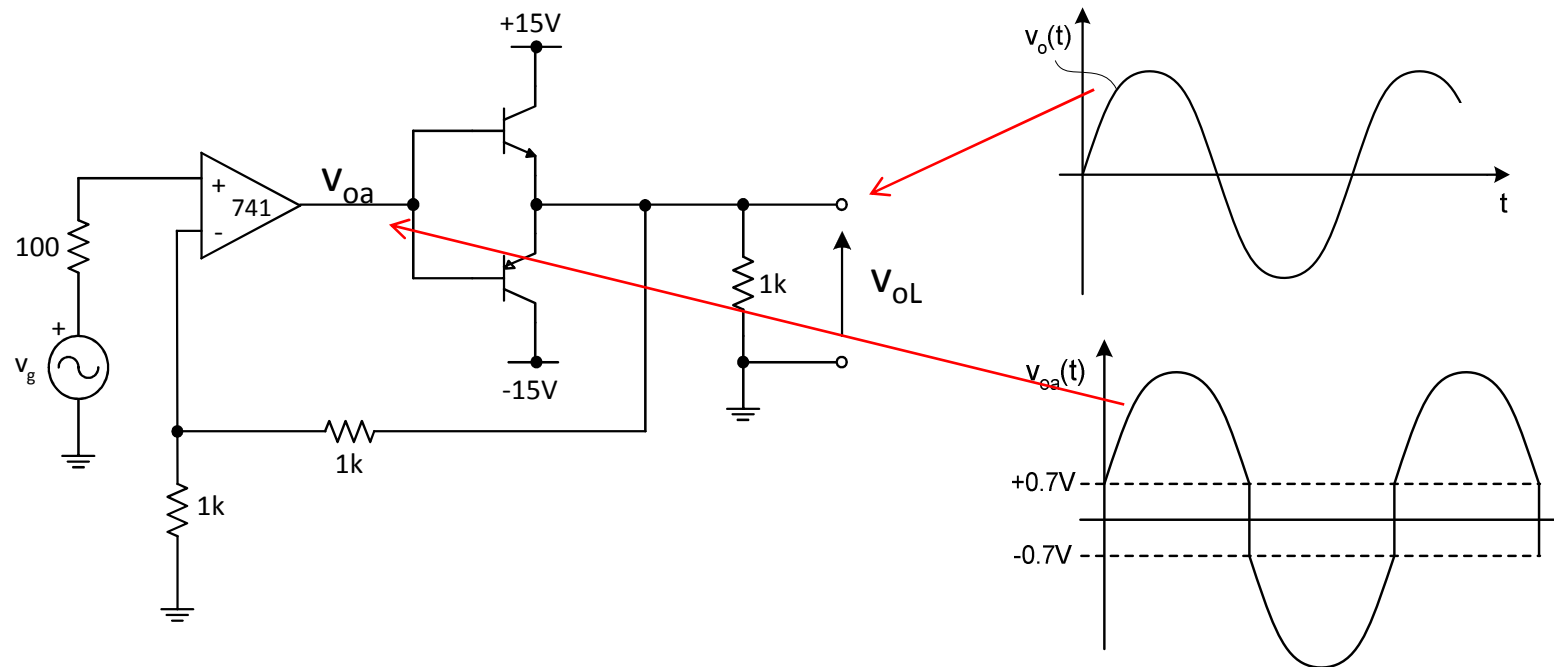 +15V
+
741
-
Voa
100
+
vg
-15V
1k
VoL
1k
1k
vo(t)
t
voa(t)
+0.7V
-0.7V